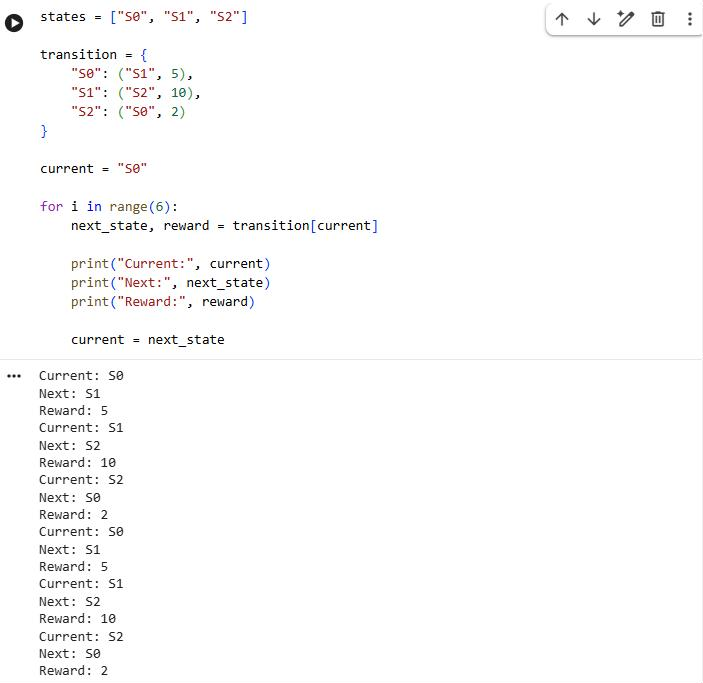 states = ["S0", "S1", "S2"]
transition = {
    "S0": ("S1", 5),
    "S1": ("S2", 10),
    "S2": ("S0", 2)
}
current = "S0"
for i in range(6):
    next_state, reward = transition[current]
    print("Current:", current)
    print("Next:", next_state)
    print("Reward:", reward)
    current = next_state
Current: S0
Next: S1
Reward: 5
Current: S1
Next: S2
Reward: 10
Current: S2
Next: S0
Reward: 2
Current: S0
Next: S1
Reward: 5
Current: S1
Next: S2
Reward: 10
Current: S2
Next: S0
Reward: 2